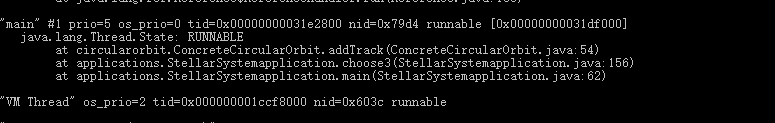 "main" #1 prio=5 os_prio=0 tid=0x00000000031e2800 nid=0x79d4 runnable [0x00000000031df000]
java.lang.Thread.State: RUNNABLE
at circularorbit.ConcreteCircularOrbit.addTrack(ConcreteCircularOrbit.java:54)
at applications.StellarSystemapplication.choose3(StellarSystemapplication.java:156)
at applications.StellarSystemapplication.main(StellarSystemapplication.java:62)
"VM Thread" os_prio=2 tid=0x000000001ccf8000 nid=0x603c runnable